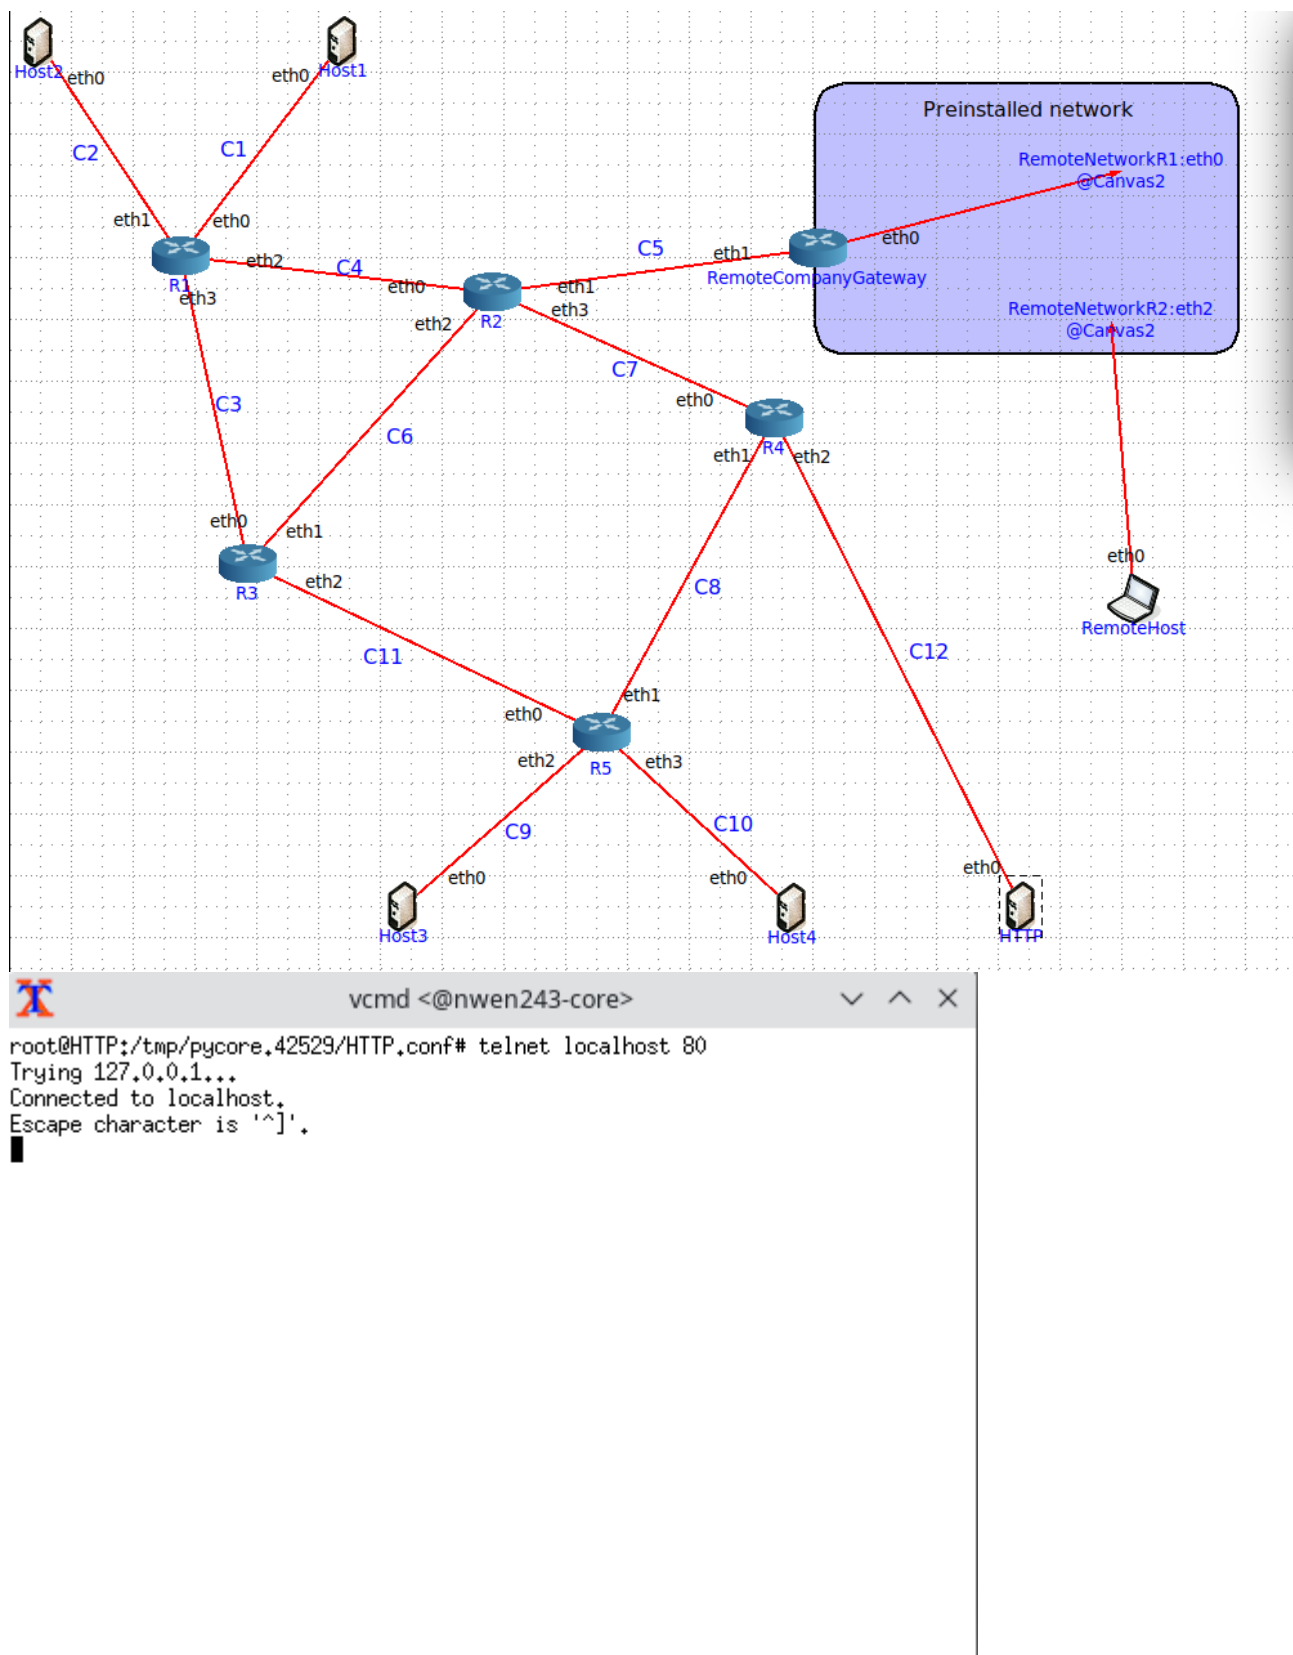 Host2
eth0
eth0
Host1
C2
C1
eth1
eth0
R1
eth2
eth3
C4
eth0
R2
eth1
eth3
eth2
C5
eth1
RemoteCompanyGateway
eth0
Preinstalled network
RemoteNetworkR1:eth0
@Canvas2
RemoteNetworkR2:eth2
@Canvas2
C7
eth0
R4
eth1
eth2
C3
C6
eth0
eth1
R3
eth2
C8
eth0
RemoteHost
C11
C12
eth0
eth1
R5
eth2
eth3
C9
C10
eth0
eth0
eth0
Host3
Host4
HTTP
vcmd <@nwen243-core>
root@HTTP:/tmp/pycore.42529/HTTP.conf# telnet localhost 80
Trying 127.0.0.1...
Connected to localhost.
Escape character is '^]'.